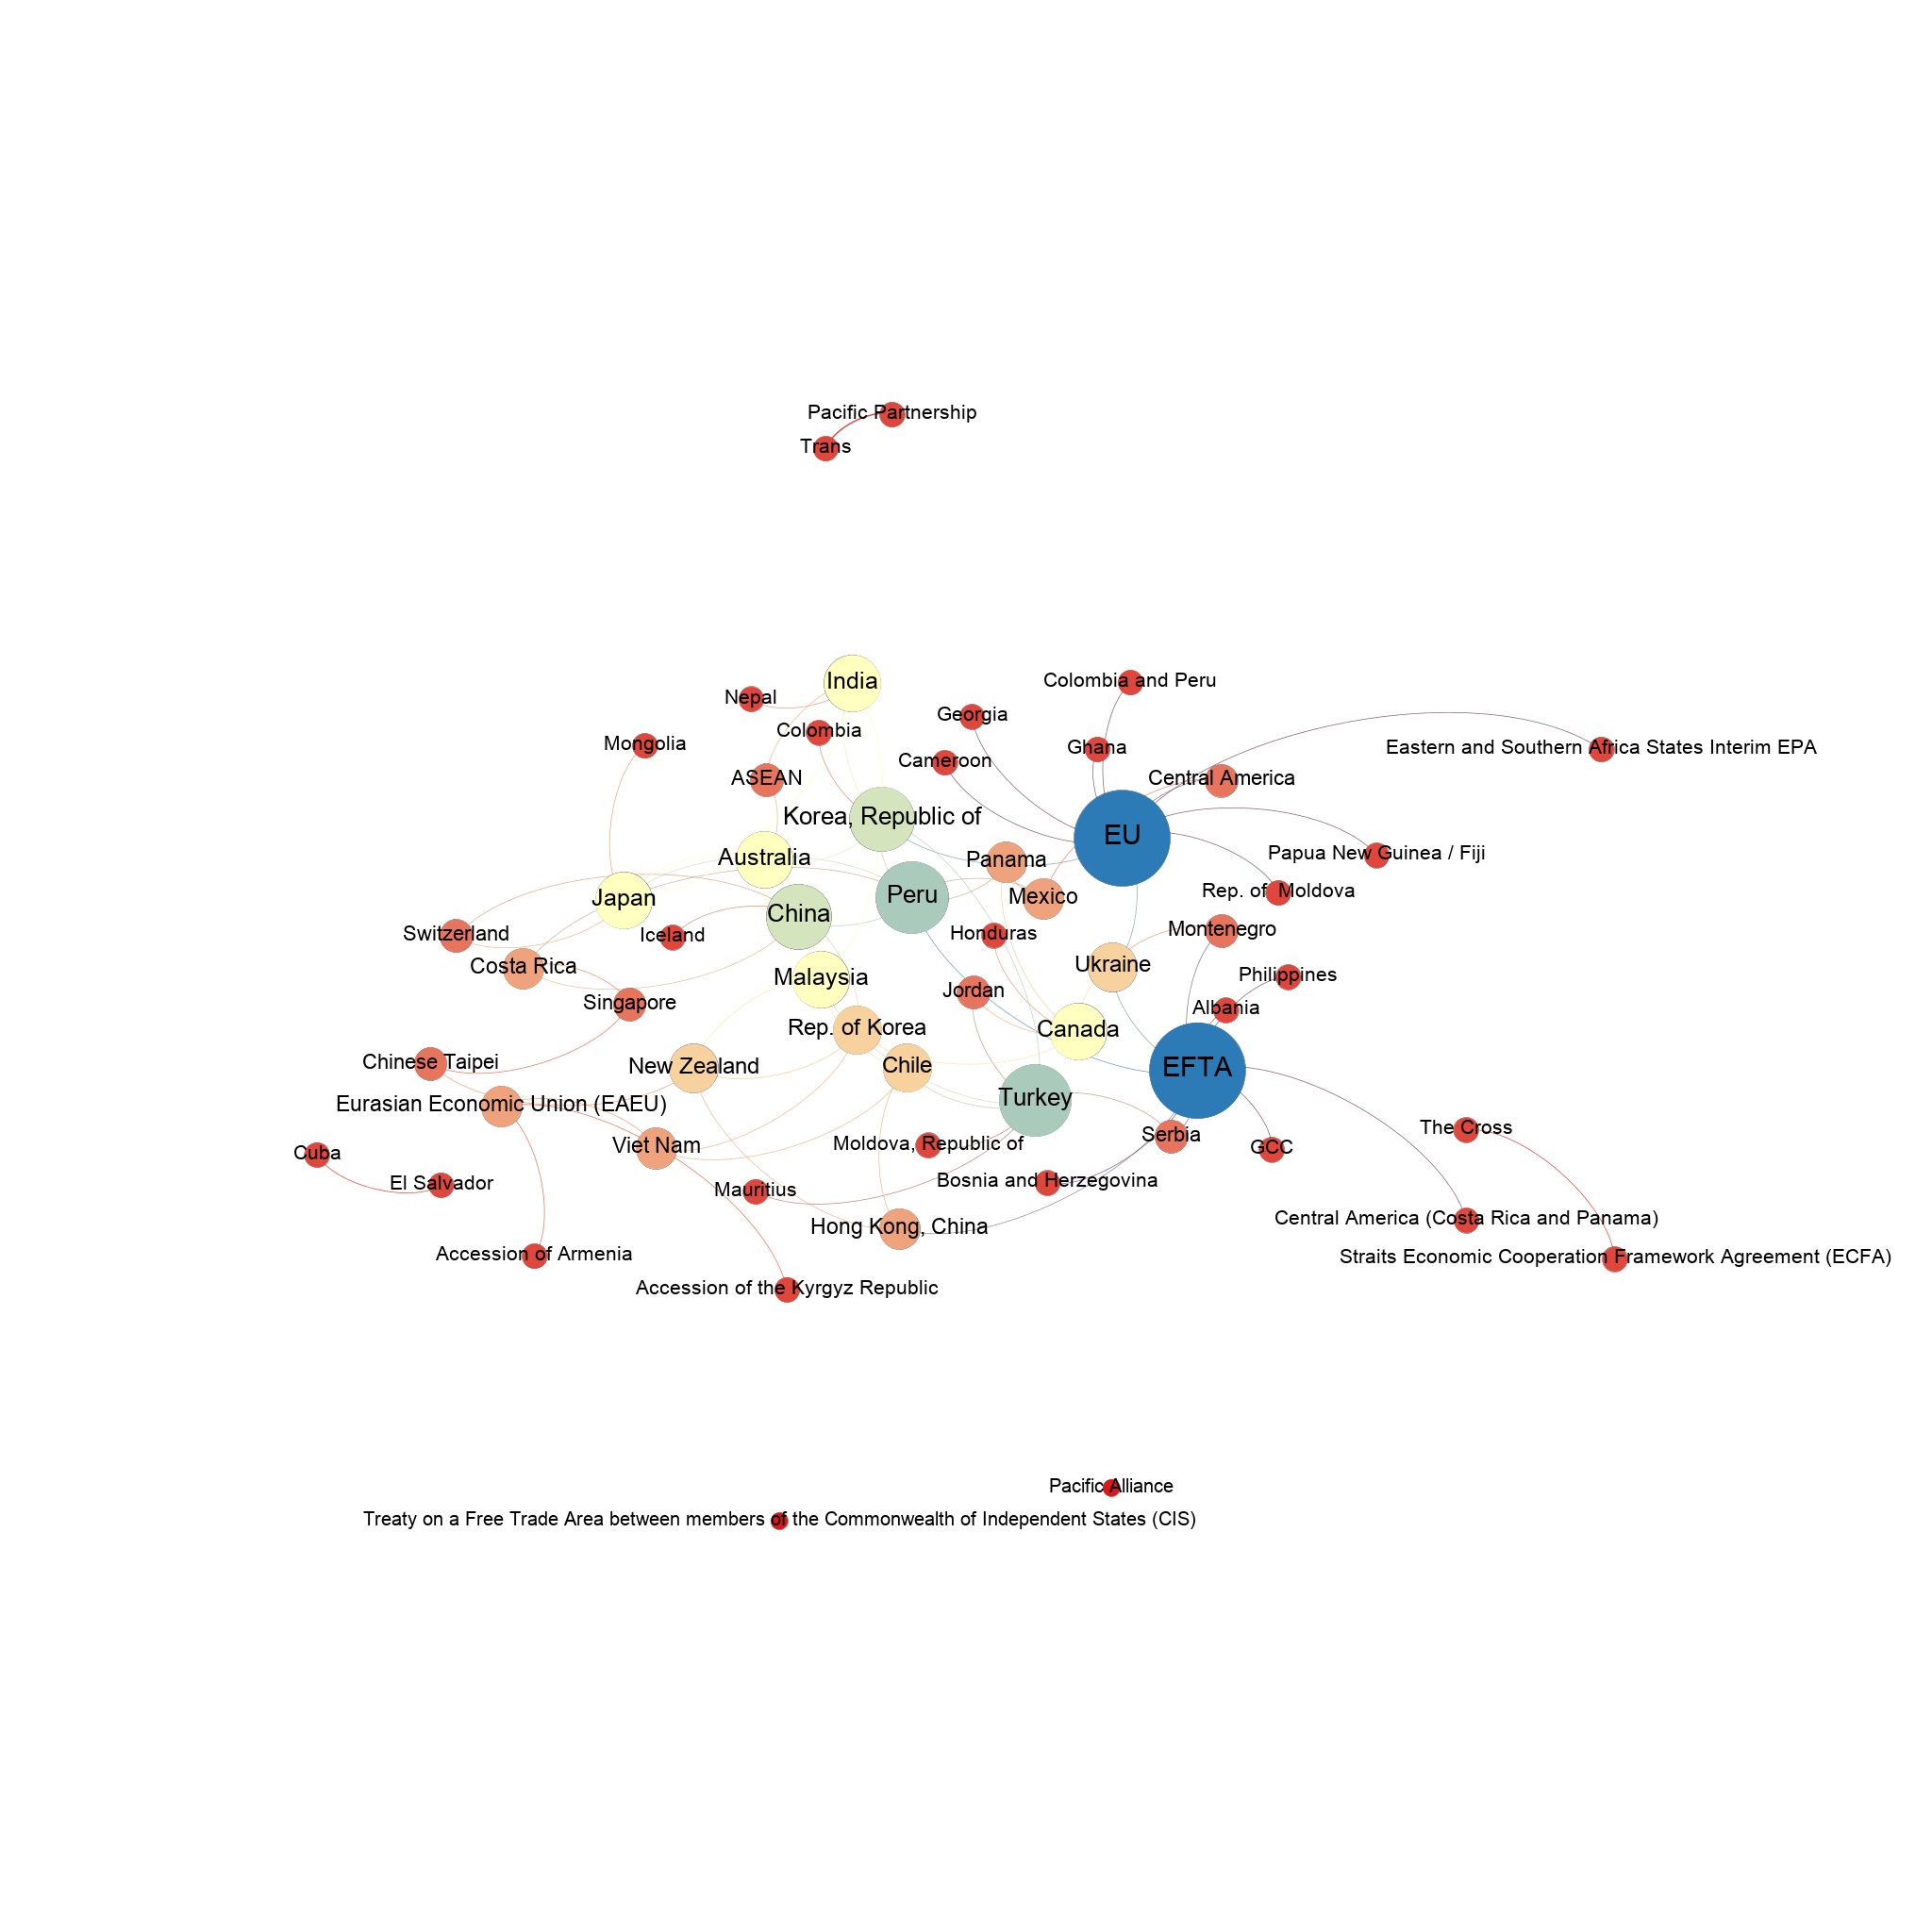 Pacific Partnership
Trans
India
Colombia and Peru
Nepal
Georgia
Colombia
Mongolia
Ghana
Eastern and Southern Africa States Interim EPA
Cameroon
ASEAN
Central America
Korea, Republic of
EU
Australia
Panama
Papua New Guinea / Fiji
Rep. of  Moldova
Peru
Mexico
Japan
China
Switzerland
Iceland
Honduras
Montenegro
Costa Rica
Ukraine
Philippines
Malaysia
Jordan
Singapore
Albania
Rep. of Korea
Canada
Chinese Taipei
New Zealand
Chile
EFTA
Turkey
Eurasian Economic Union (EAEU)
The Cross
Serbia
Viet Nam
Moldova, Republic of
GCC
Cuba
El Salvador
Bosnia and Herzegovina
Mauritius
Central America (Costa Rica and Panama)
Hong Kong, China
Accession of Armenia
Straits Economic Cooperation Framework Agreement (ECFA)
Accession of the Kyrgyz Republic
Pacific Alliance
Treaty on a Free Trade Area between members of the Commonwealth of Independent States (CIS)